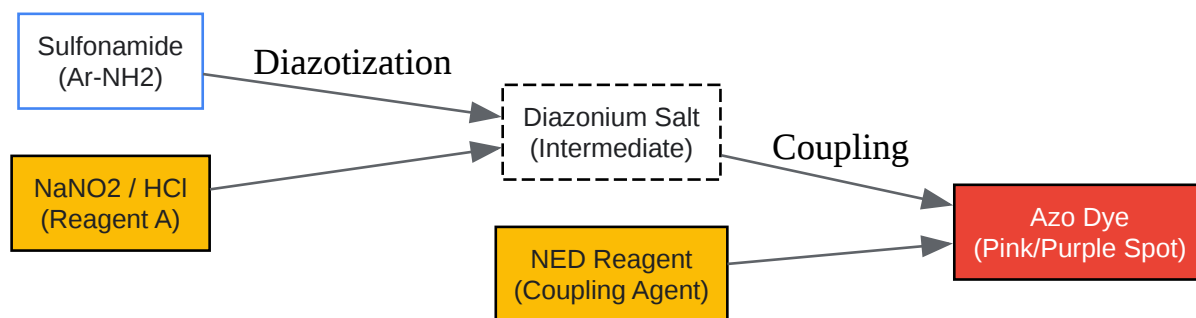 Sulfonamide
(Ar-NH2)
Diazotization
NaNO2 / HCl
(Reagent A)
Diazonium Salt
(Intermediate)
Coupling
NED Reagent
(Coupling Agent)
Azo Dye
(Pink/Purple Spot)